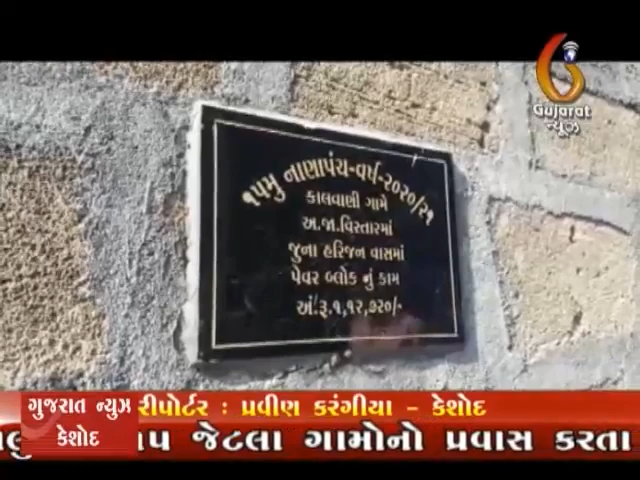 Gujarat
ન્યૂઝ
૧૫મુ નાણાપંચ-વર્ષ-૨૦૨૦/૨૧
કાલવાણી ગામે
અ.જા.વિસ્તારમાં
જુના હરિજન વાસમાં
પેવર બ્લોક નું કામ
અં.રૂ.૧,૧૨,૭૨૦/-
ગુજરાત ન્યુઝ
કેશોદ
રીપોર્ટર : પ્રવીણ કરંગીયા - કેશોદ
જેટલા ગામોનો પ્રવાસ કરતા